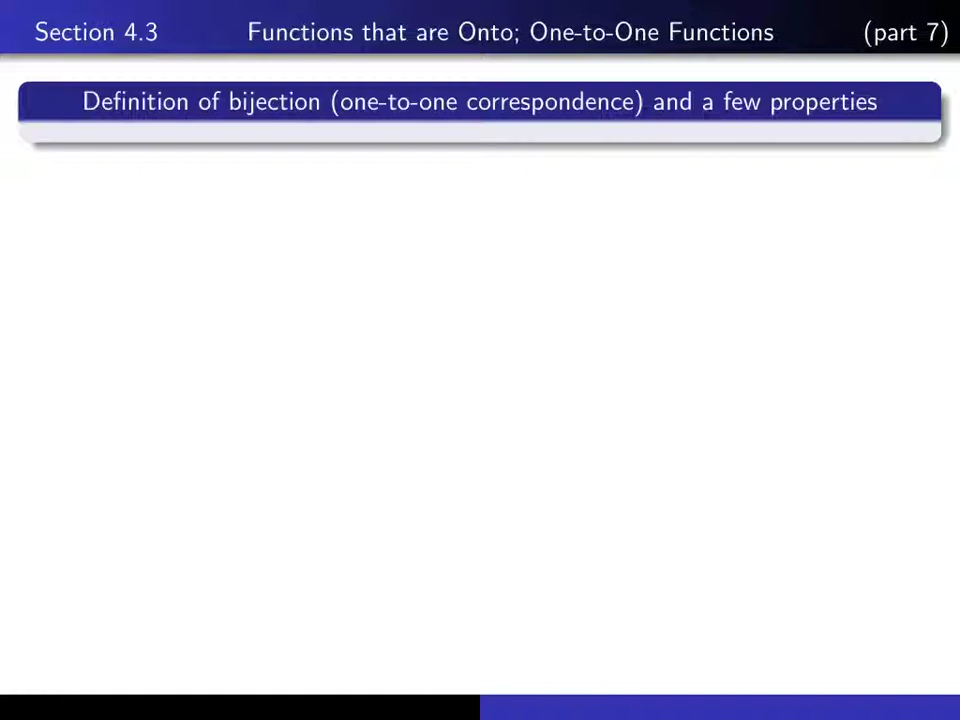 Section 4.3 Functions that are Onto; One-to-One Functions (part 7)
Definition of bijection (one-to-one correspondence) and a few properties